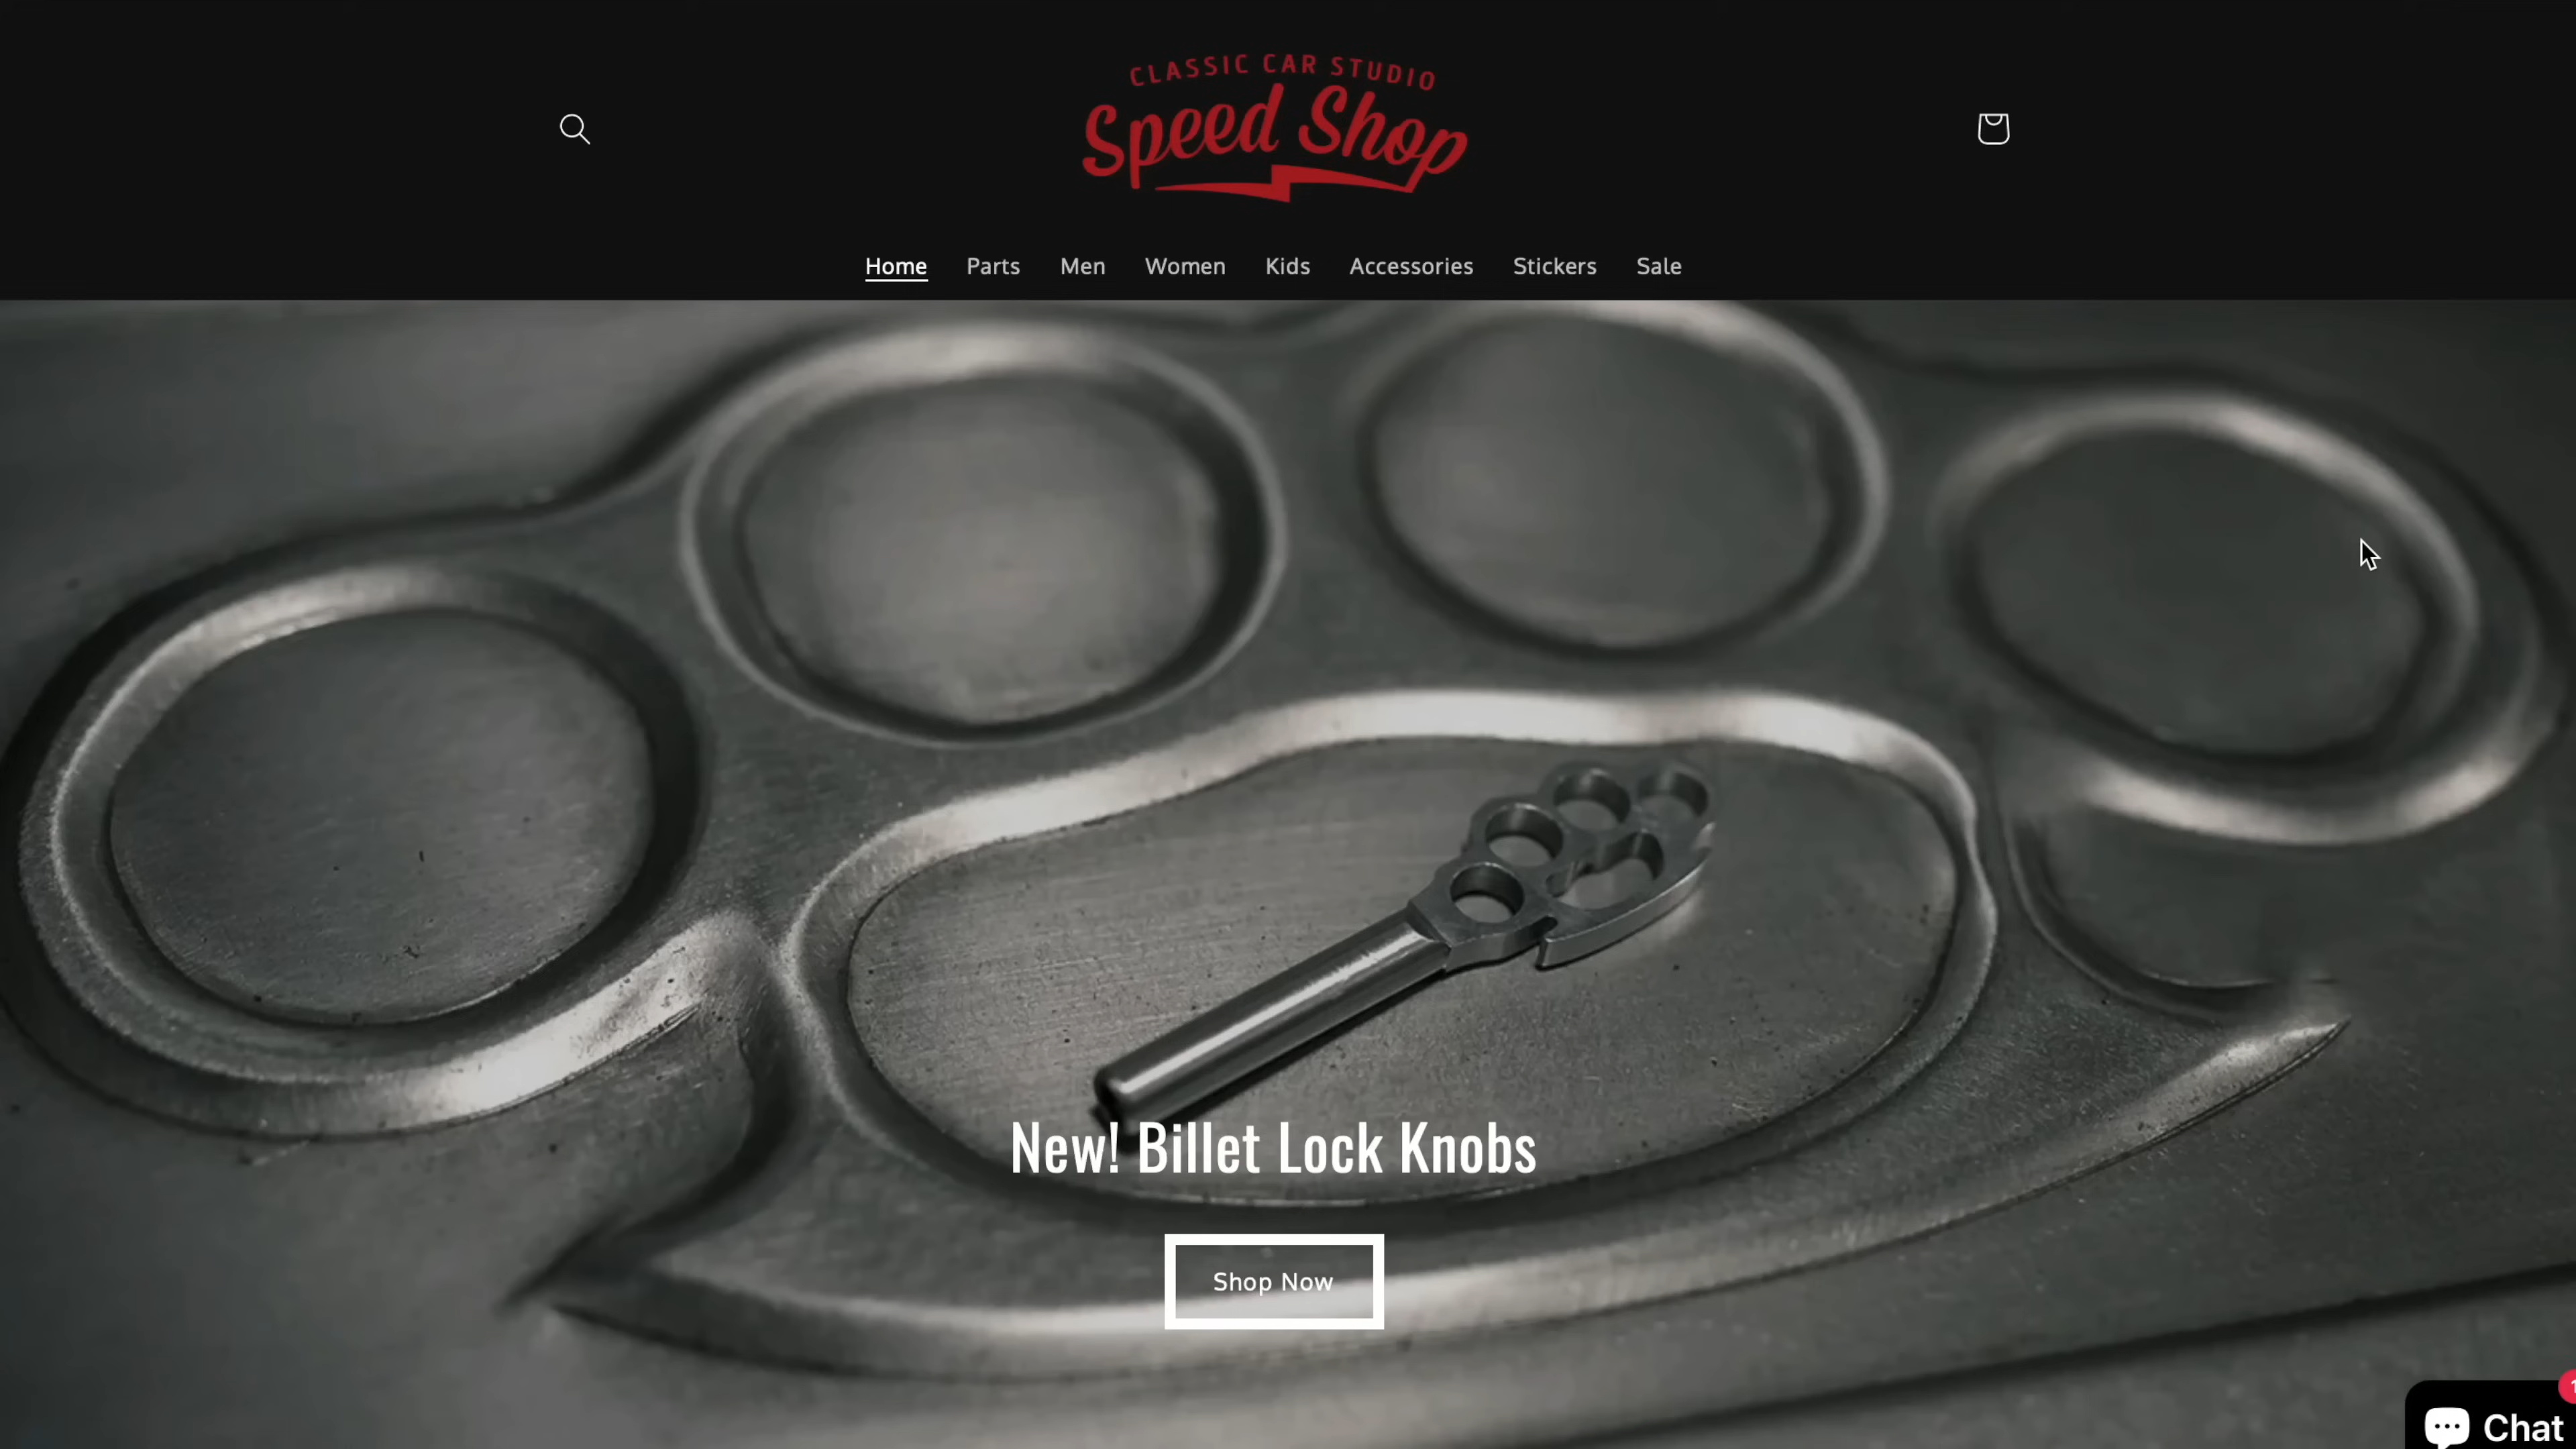 CLASSIC CAR STUDIO
Speed Shop
Home Parts Men Women Kids Accessories Stickers Sale
New! Billet Lock Knobs
Shop Now
Chat